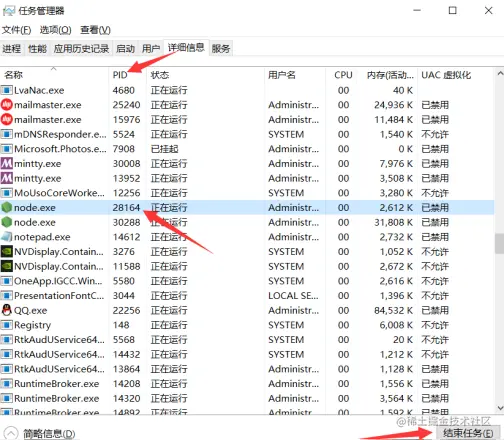 任务管理器
文件(F) 选项(O) 查看(V)
进程 性能 应用历史记录 启动 用户 详细信息 服务
名称 PID 状态 用户名 CPU 内存(活动... UAC 虚拟化
LvaNac.exe 4680 正在运行 00 40 K
mailmaster.exe 25240 正在运行 Administr... 00 24,936 K 已禁用
mailmaster.exe 15976 正在运行 Administr... 00 11,484 K 已禁用
mDNSResponder.e... 5524 正在运行 SYSTEM 00 1,540 K 不允许
Microsoft.Photos.e... 7908 已挂起 Administr... 00 0 K 已禁用
mintty.exe 30008 正在运行 Administr... 00 7,976 K 已禁用
mintty.exe 13952 正在运行 Administr... 00 3,508 K 已禁用
MoUsoCoreWorke... 12256 正在运行 SYSTEM 00 3,280 K 不允许
node.exe 28164 正在运行 Administr... 00 2,612 K 已禁用
node.exe 30288 正在运行 Administr... 00 31,808 K 已禁用
notepad.exe 14612 正在运行 Administr... 00 2,732 K 已禁用
NVDisplay.Contain... 3276 正在运行 SYSTEM 00 1,052 K 不允许
NVDisplay.Contain... 11588 正在运行 SYSTEM 00 2,672 K 不允许
OneApp.IGCC.Win... 5580 正在运行 SYSTEM 00 2,616 K 不允许
PresentationFontC... 3044 正在运行 LOCAL SE... 00 1,396 K 不允许
QQ.exe 22256 正在运行 Administr... 00 84,532 K 已禁用
Registry 148 正在运行 SYSTEM 00 6,008 K 不允许
RtkAudUService64... 5568 正在运行 SYSTEM 00 20 K 不允许
RtkAudUService64... 14432 正在运行 SYSTEM 00 1,212 K 不允许
RtkAudUService64... 13864 正在运行 Administr... 00 1,128 K 已禁用
RuntimeBroker.exe 14208 正在运行 Administr... 00 1,556 K 已禁用
RuntimeBroker.exe 14320 正在运行 Administr... 00 3,564 K 已禁用
RuntimeBroker.exe 14892 正在运行 Administr... 00 1,592 K 已禁用
@稀土掘金技术社区
简略信息(D) 结束任务(E)